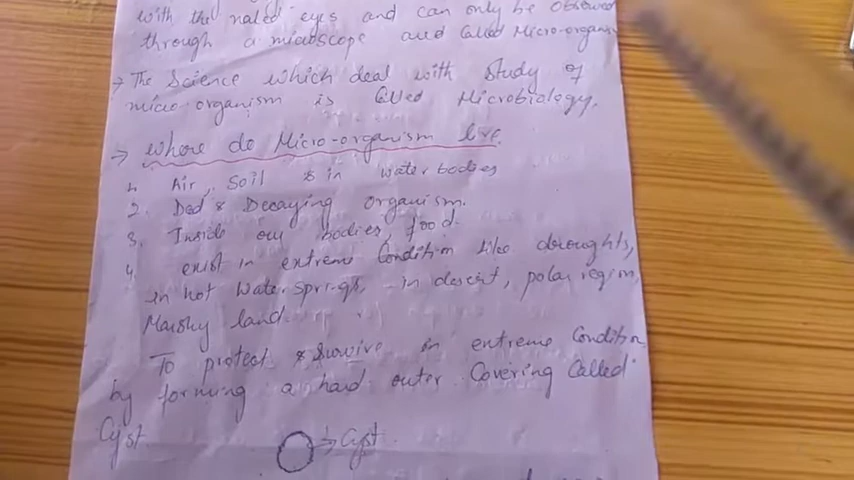 with the naked eyes and can only be observed
through a microscope and called Micro-organism
→ The Science which deal with Study of
micro organism is Called Microbiology.
→ where do Micro-organism live.
1. Air, Soil & in water bodies
2. Ded & Decaying organism.
3. Inside our bodies, food.
4. exist in extreme Condition like droughts,
in hot water springs, in desert, polar region,
Marshy land.
To protect & Survive in extreme Condition
by forming a hard outer Covering Called
Cyst.
→ Cyst.